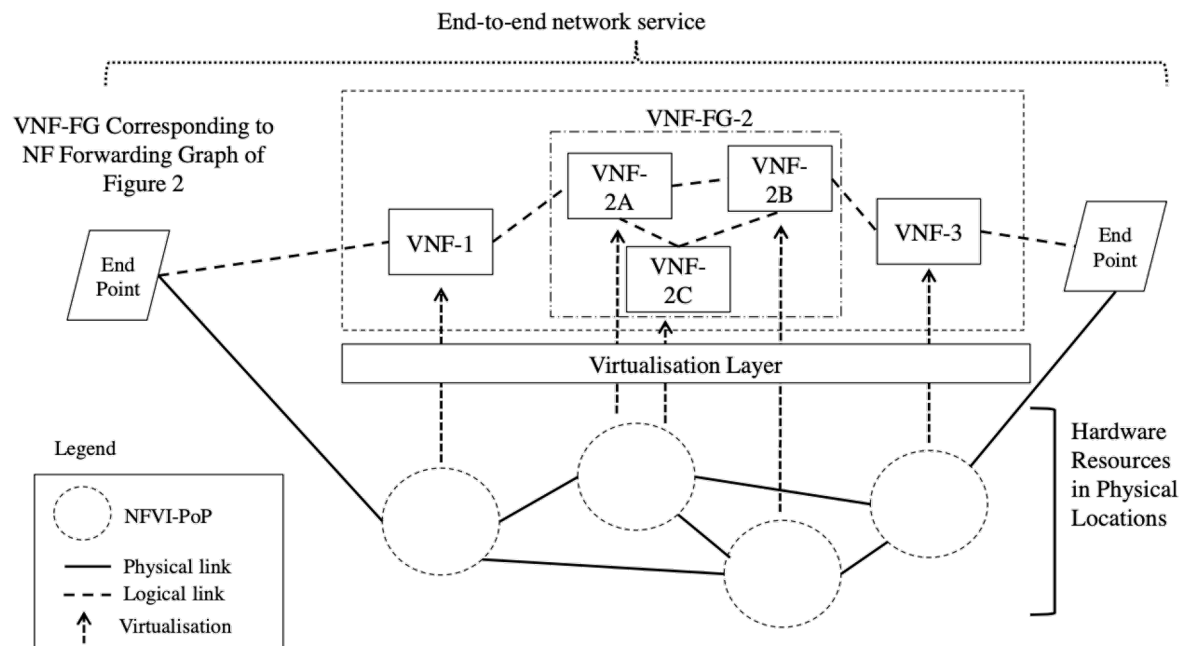 End-to-end network service
VNF-FG Corresponding to
NF Forwarding Graph of
Figure 2
VNF-FG-2
VNF-
2A
VNF-
2B
VNF-1
VNF-
2C
VNF-3
End
Point
End
Point
Virtualisation Layer
Hardware
Resources
in Physical
Locations
Legend
NFVI-PoP
Physical link
Logical link
Virtualisation